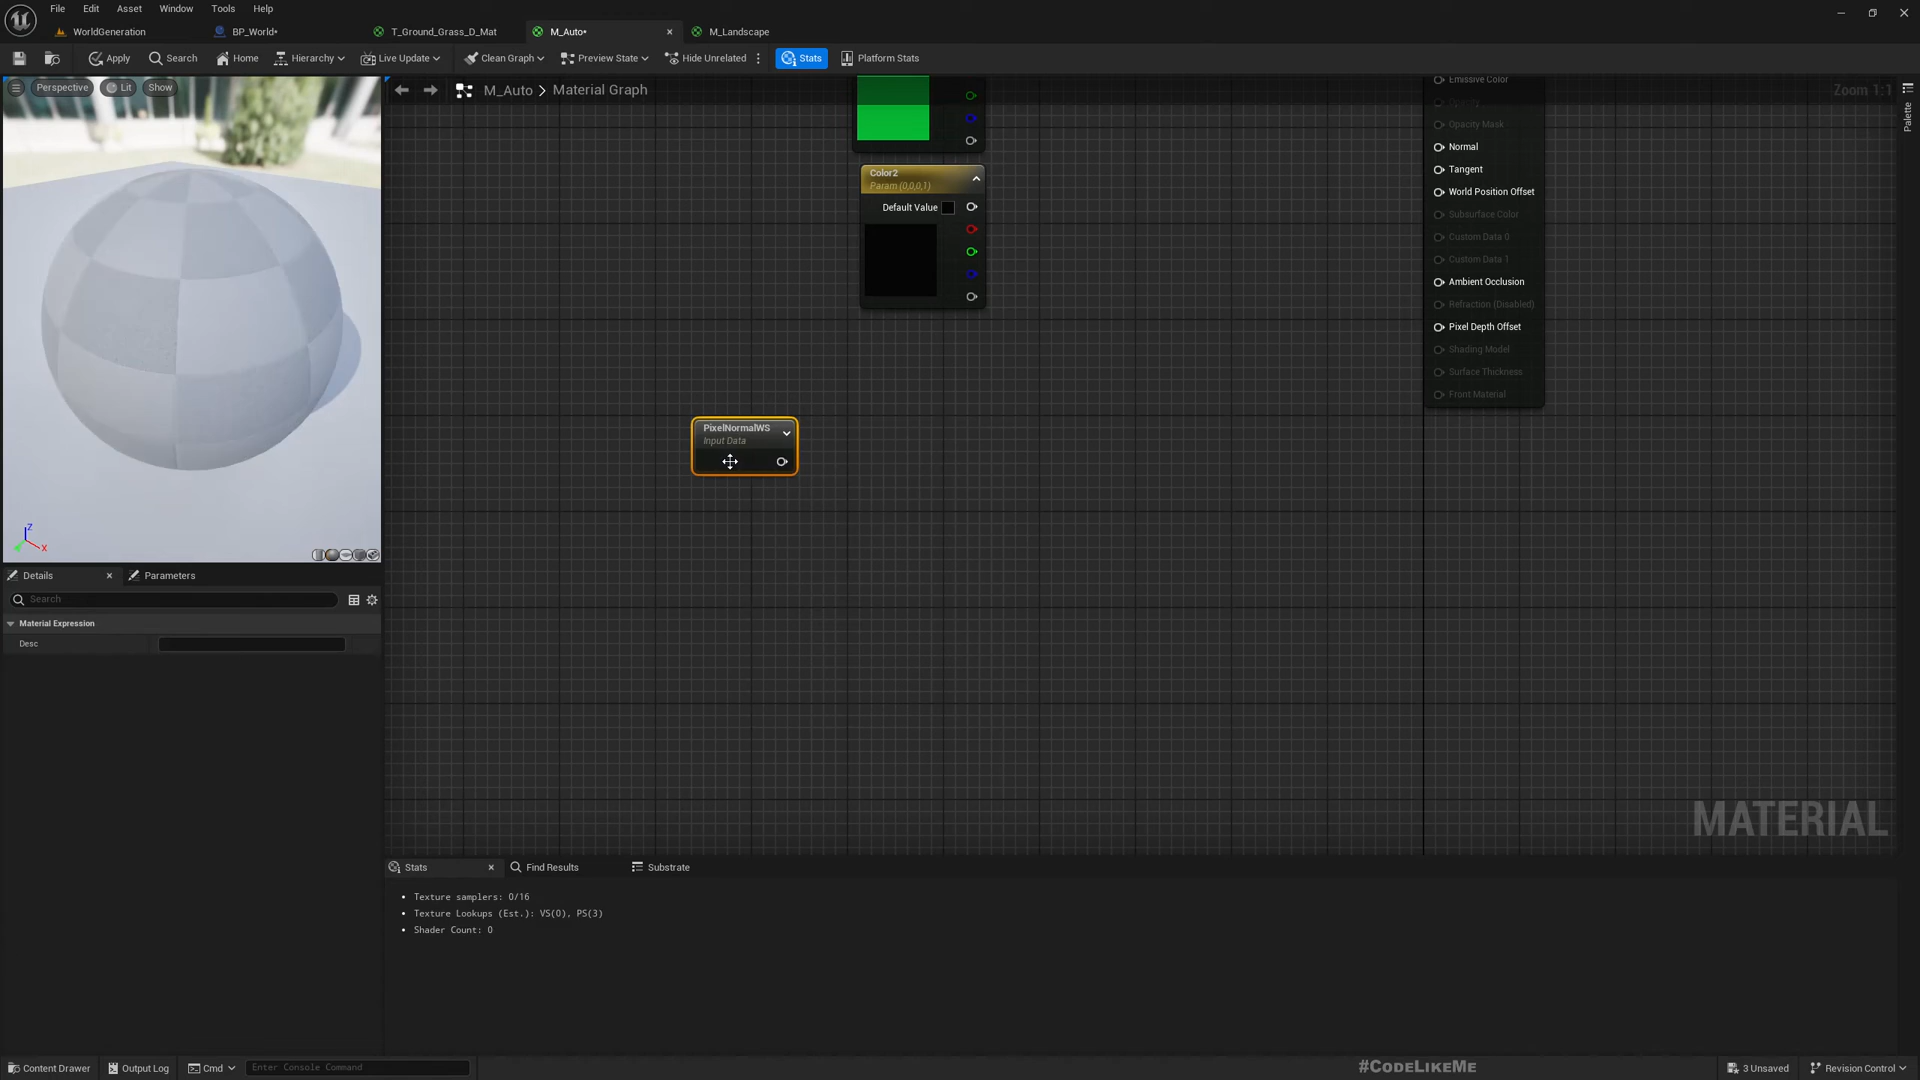 File Edit Asset Window Tools Help
WorldGeneration BP_World* T_Ground_Grass_D_Mat M_Auto* M_Landscape
Apply Search Home Hierarchy Live Update Clean Graph Preview State Hide Unrelated Stats Platform Stats
Perspective Lit Show
M_Auto > Material Graph
Zoom 1:1
Palette
Emissive Color
Opacity
Opacity Mask
Normal
Tangent
World Position Offset
Subsurface Color
Custom Data 0
Custom Data 1
Ambient Occlusion
Refraction (Disabled)
Pixel Depth Offset
Shading Model
Surface Thickness
Front Material
Color2
Param (0,0,0,1)
Default Value
PixelNormalWS
Input Data
Z
X
Details Parameters
Search
Material Expression
Desc
MATERIAL
Stats Find Results Substrate
Texture samplers: 0/16
Texture Lookups (Est.): VS(0), PS(3)
Shader Count: 0
Content Drawer Output Log Cmd Enter Console Command
#CODELIKEME
3 Unsaved Revision Control